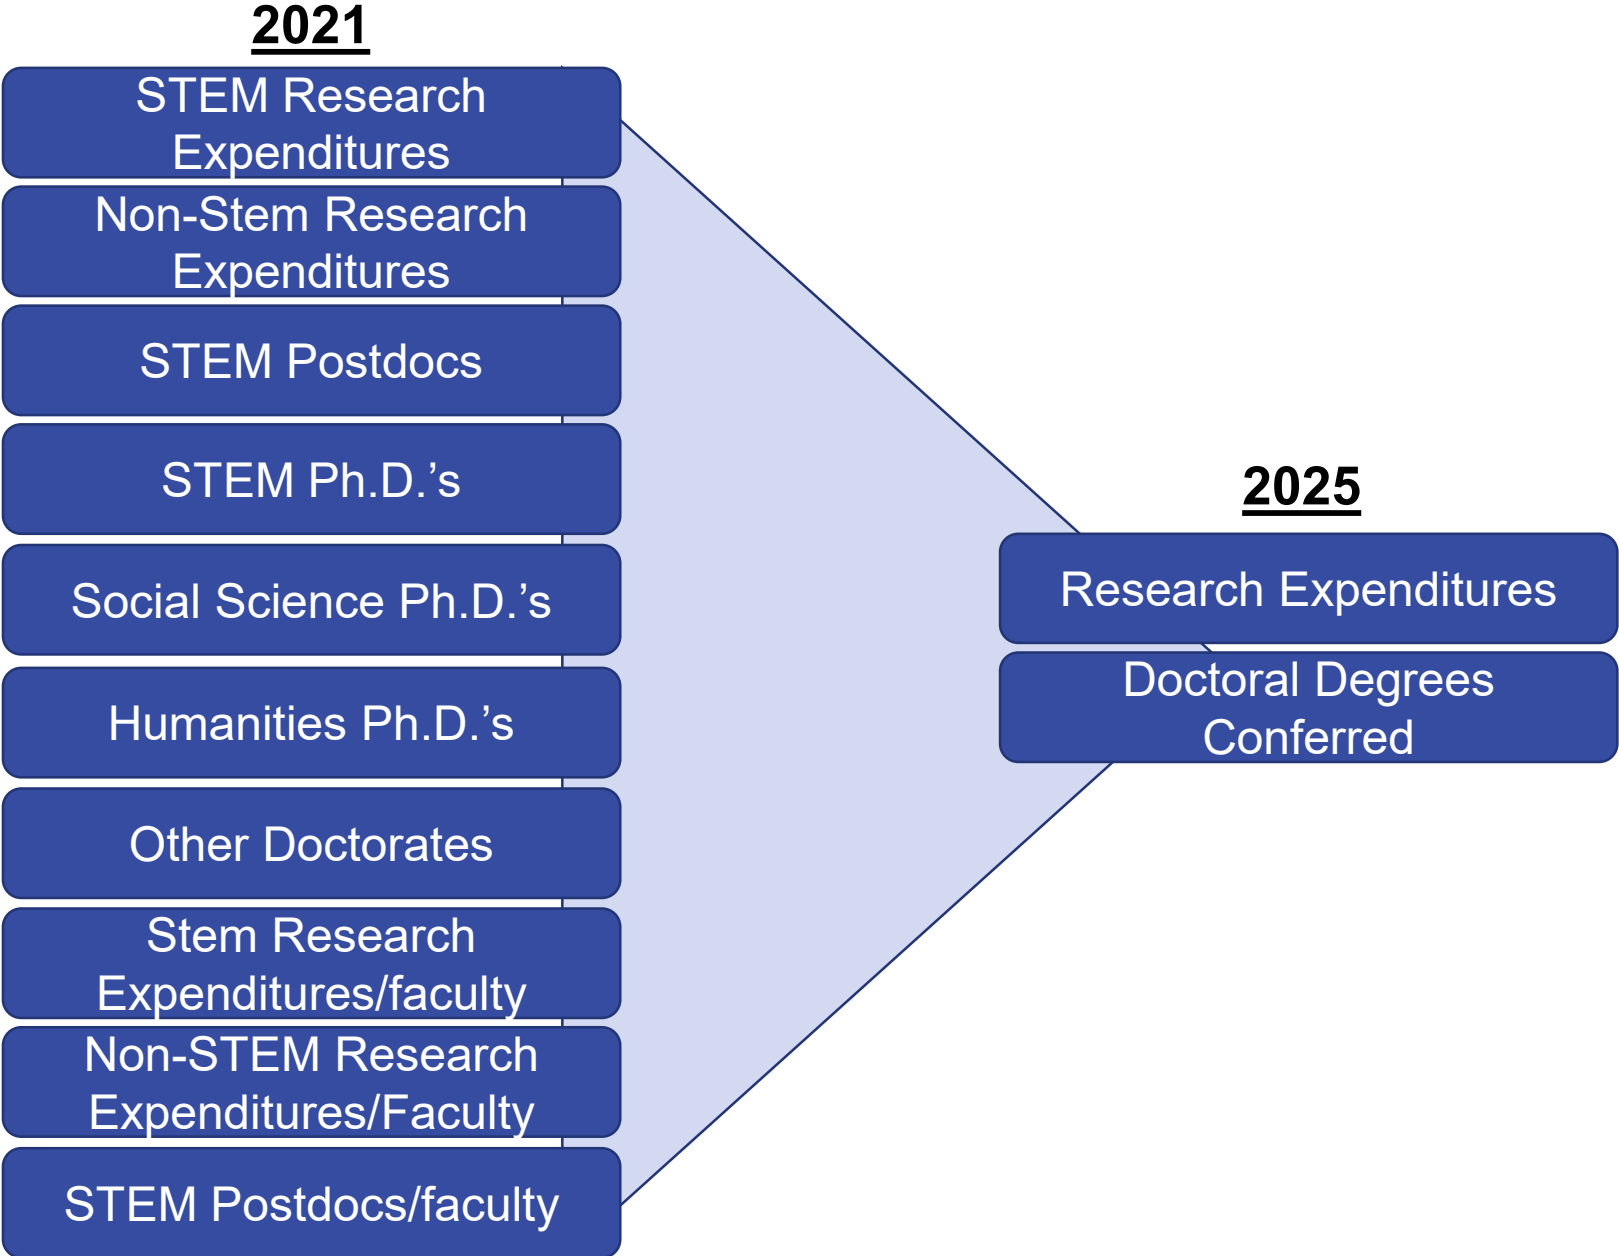 2021
STEM Research
Expenditures
Non-Stem Research
Expenditures
STEM Postdocs
STEM Ph.D.’s
Social Science Ph.D.’s
Humanities Ph.D.’s
Other Doctorates
Stem Research
Expenditures/faculty
Non-STEM Research
Expenditures/Faculty
STEM Postdocs/faculty
2025
Research Expenditures
Doctoral Degrees
Conferred